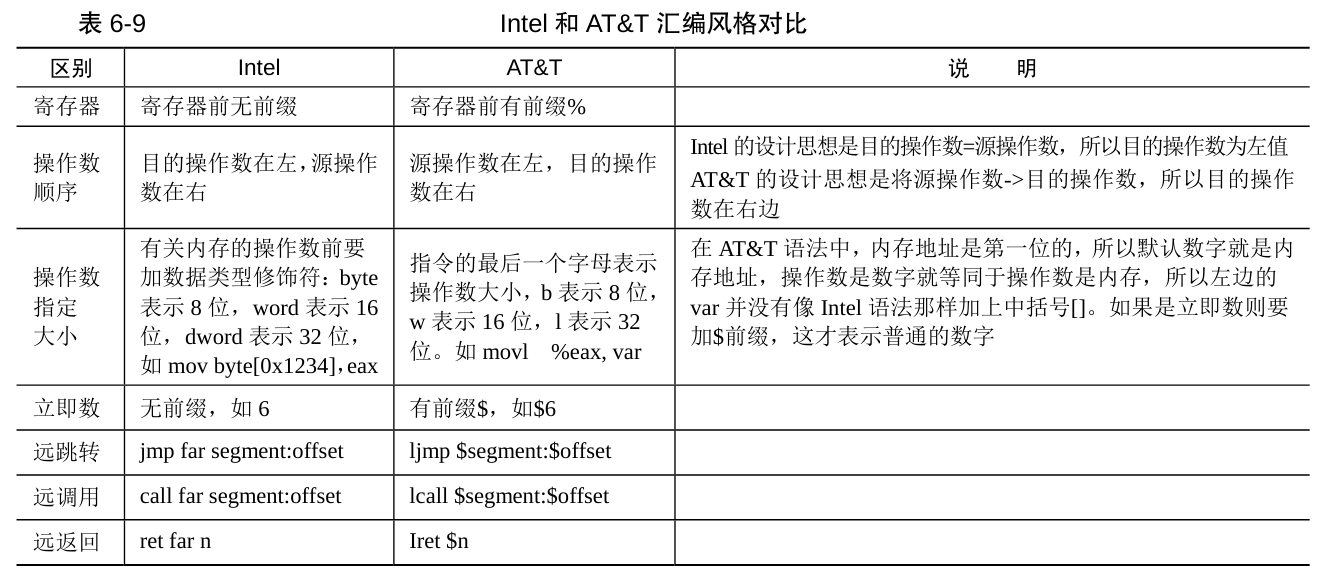 表 6-9 Intel 和 AT&T 汇编风格对比
区别 Intel AT&T 说 明
寄存器 寄存器前无前缀 寄存器前有前缀%
操作数
顺序
目的操作数在左，源操作
数在右
源操作数在左，目的操作
数在右
Intel 的设计思想是目的操作数=源操作数，所以目的操作数为左值
AT&T 的设计思想是将源操作数->目的操作数，所以目的操作
数在右边
操作数
指定
大小
有关内存的操作数前要
加数据类型修饰符：byte
表示 8 位，word 表示 16
位，dword 表示 32 位，
如 mov byte[0x1234]，eax
指令的最后一个字母表示
操作数大小，b 表示 8 位，
w 表示 16 位，l 表示 32
位。如 movl %eax, var
在 AT&T 语法中，内存地址是第一位的，所以默认数字就是内
存地址，操作数是数字就等同于操作数是内存，所以左边的
var 并没有像 Intel 语法那样加上中括号[]。如果是立即数则要
加$前缀，这才表示普通的数字
立即数 无前缀，如 6 有前缀$，如$6
远跳转 jmp far segment:offset ljmp $segment:$offset
远调用 call far segment:offset lcall $segment:$offset
远返回 ret far n Iret $n